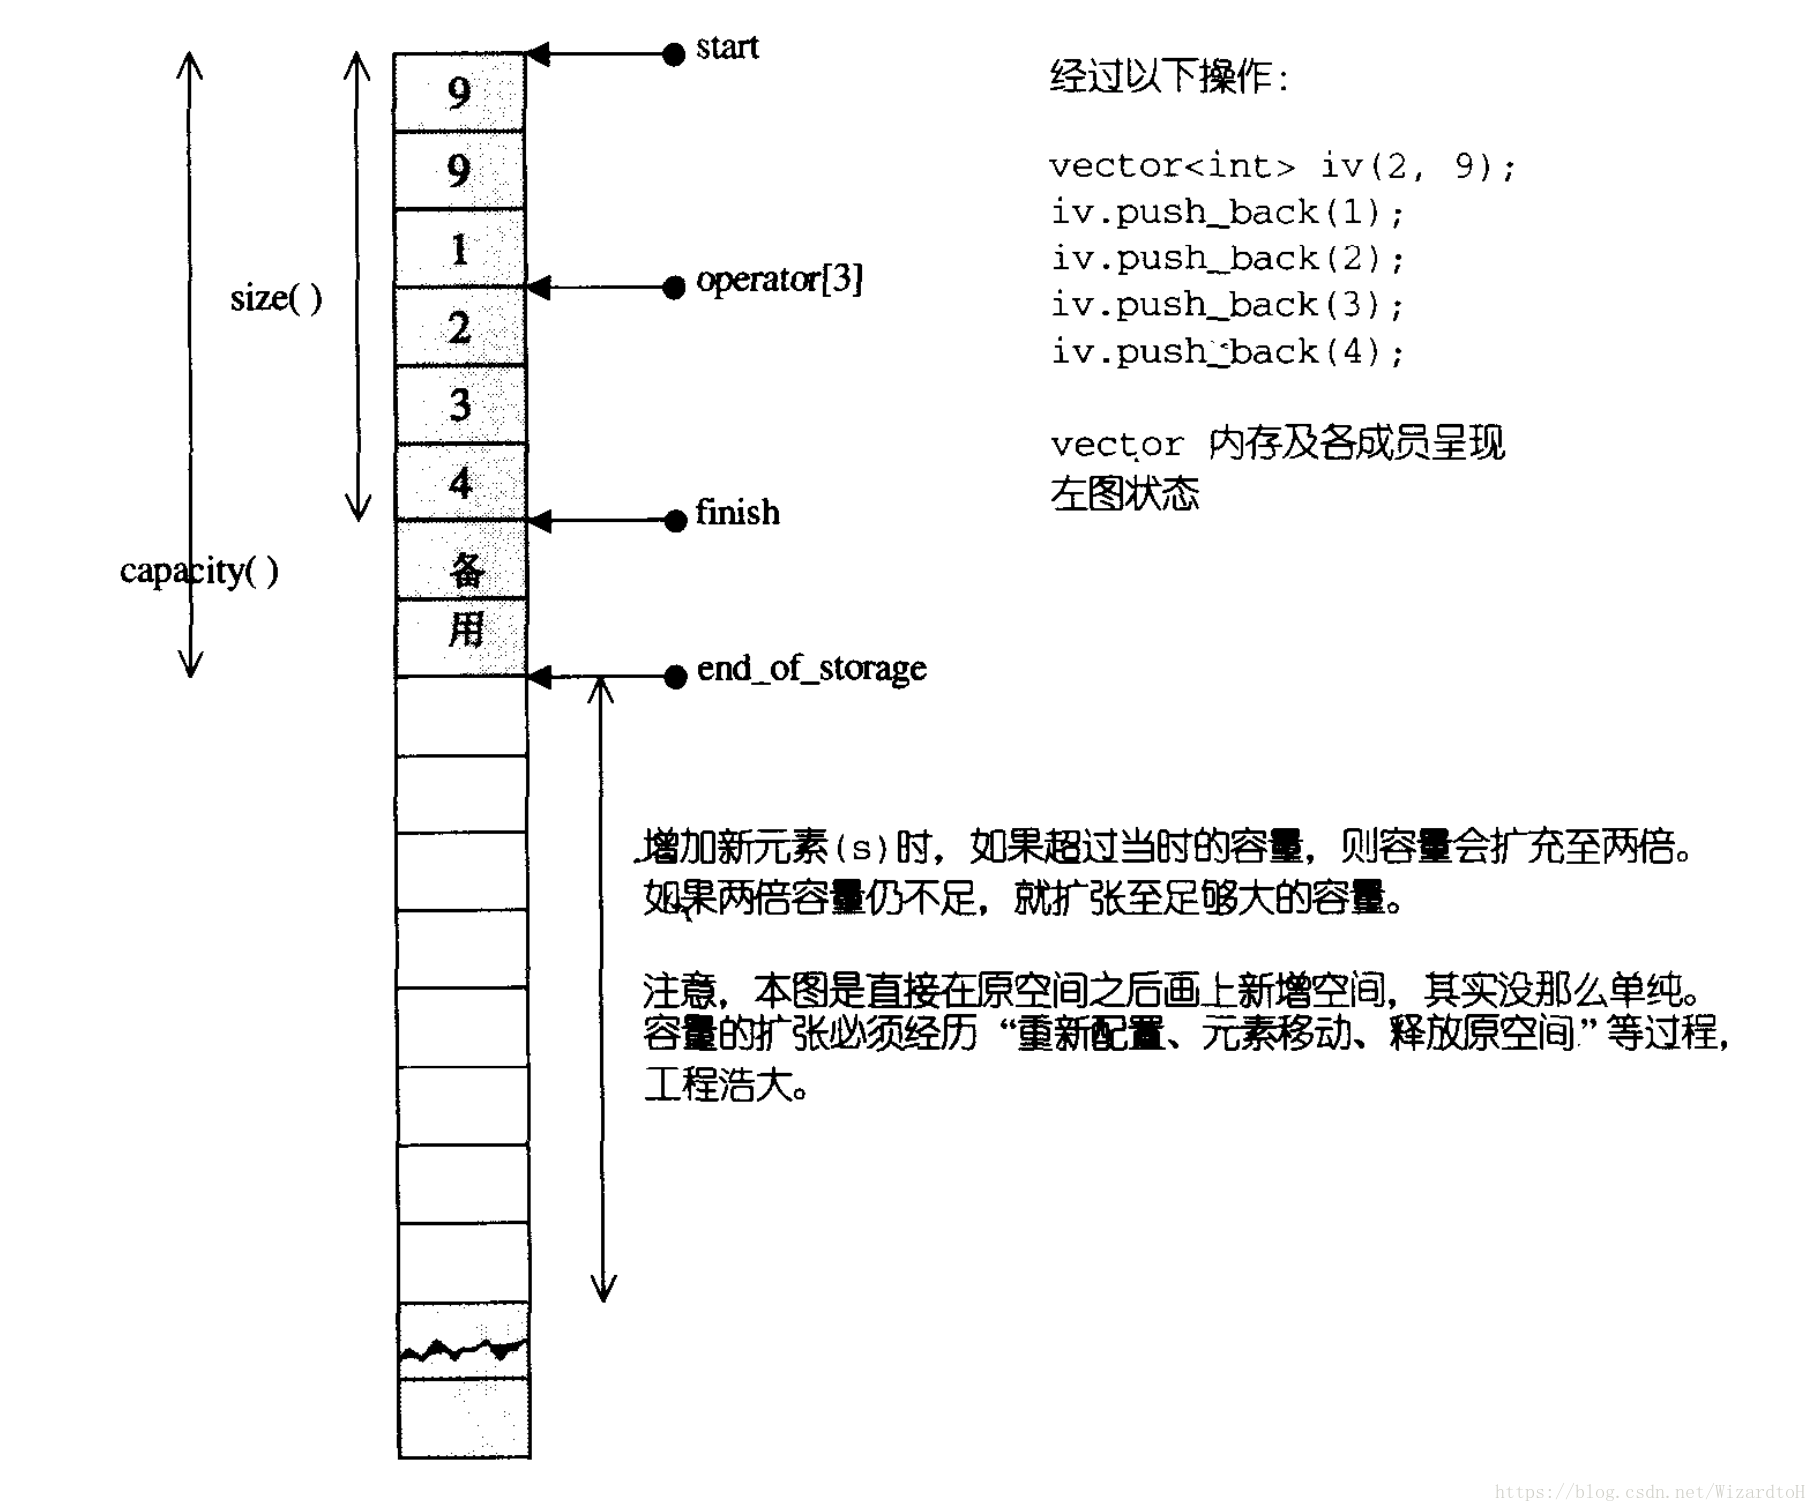 start
9
9
1
operator[3]
size( )
2
3
4
finish
capacity( )
备
用
end_of_storage
经过以下操作：
vector<int> iv(2, 9);
iv.push_back(1);
iv.push_back(2);
iv.push_back(3);
iv.push_back(4);
vector 内存及各成员呈现
左图状态
增加新元素(s)时，如果超过当时的容量，则容量会扩充至两倍。
如果两倍容量仍不足，就扩张至足够大的容量。
注意，本图是直接在原空间之后画上新增空间，其实没那么单纯。
容量的扩张必须经历“重新配置、元素移动、释放原空间”等过程，
工程浩大。
https://blog.csdn.net/WizardtoH